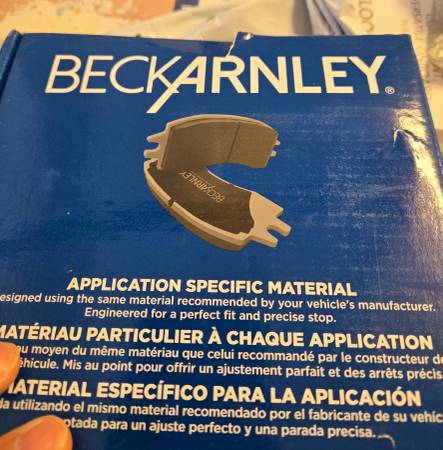 BECKARNLEY®
BECKARNLEY
APPLICATION SPECIFIC MATERIAL
esigned using the same material recommended by your vehicle's manufacturer.
Engineered for a perfect fit and precise stop.
MATÉRIAU PARTICULIER À CHAQUE APPLICATION
au moyen du même matériau que celui recommandé par le constructeur de
éhicule. Mis au point pour offrir un ajustement parfait et des arrêts précis
MATERIAL ESPECÍFICO PARA LA APLICACIÓN
da utilizando el mismo material recomendado por el fabricante de su vehíc
ptada para un ajuste perfecto y una parada precisa.